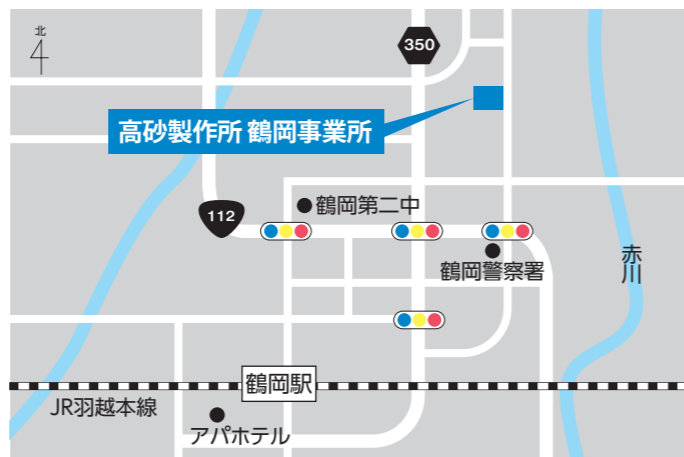 北
350
高砂製作所 鶴岡事業所
112
鶴岡第二中
鶴岡警察署
赤川
鶴岡駅
JR羽越本線
アパホテル